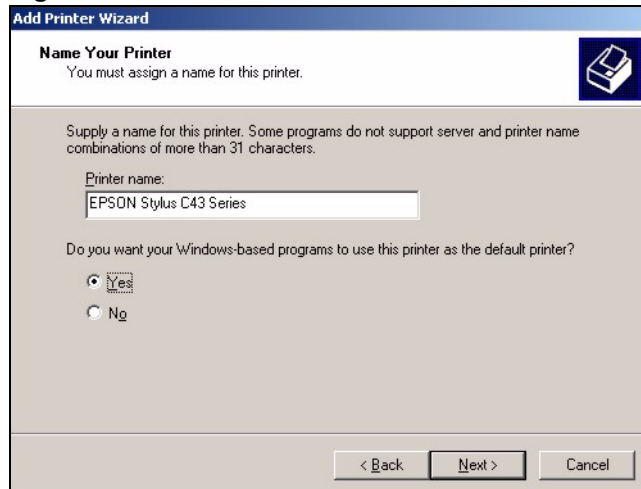 Add Printer Wizard
Name Your Printer
You must assign a name for this printer.
Supply a name for this printer. Some programs do not support server and printer name
combinations of more than 31 characters.
Printer name:
EPSON Stylus C43 Series
Do you want your Windows-based programs to use this printer as the default printer?
Yes
No
< Back Next > Cancel